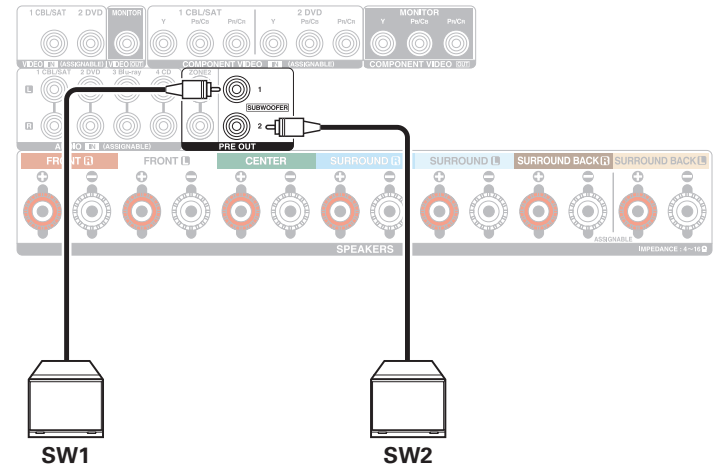 1 CBL/SAT 2 DVD MONITOR 1 CBL/SAT 2 DVD MONITOR
Y PB/CB PR/CR Y PB/CB PR/CR Y PB/CB PR/CR
VIDEO IN (ASSIGNABLE) VIDEO OUT COMPONENT VIDEO IN (ASSIGNABLE) COMPONENT VIDEO OUT
1 CBL/SAT 2 DVD 3 Blu-ray 4 CD ZONE2
L 1
SUBWOOFER
R 2
IN (ASSIGNABLE) PRE OUT
FRONT R FRONT L CENTER SURROUND R SURROUND L SURROUND BACK R SURROUND BACK L
ASSIGNABLE
SPEAKERS IMPEDANCE : 4~16 Ω
SW1 SW2